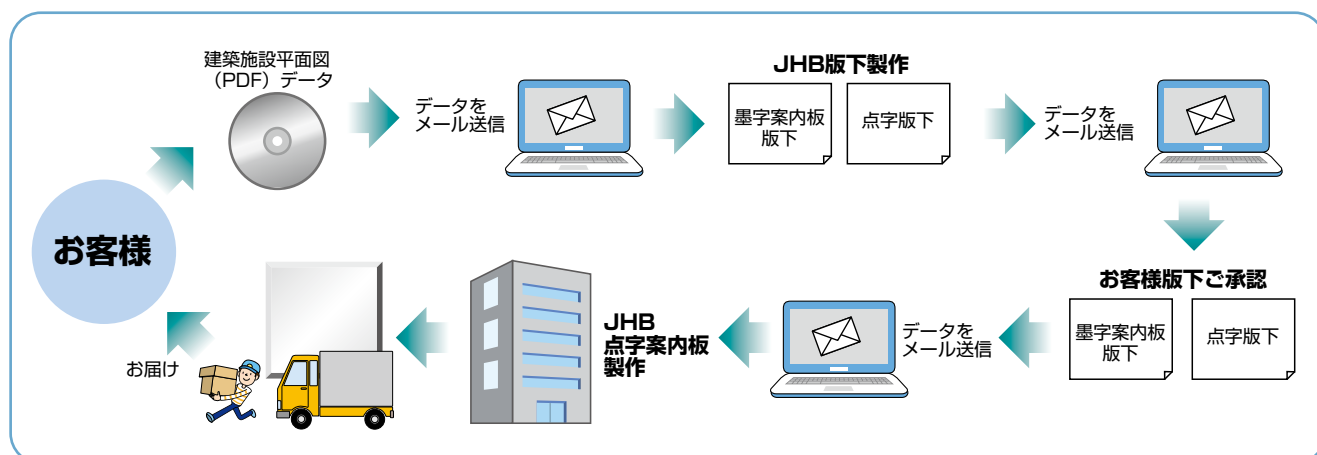 建築施設平面図
（PDF）データ
データを
メール送信
JHB版下製作
墨字案内板
版下
点字版下
データを
メール送信
お客様
お客様版下ご承認
墨字案内板
版下
点字版下
データを
メール送信
JHB
点字案内板
製作
お届け